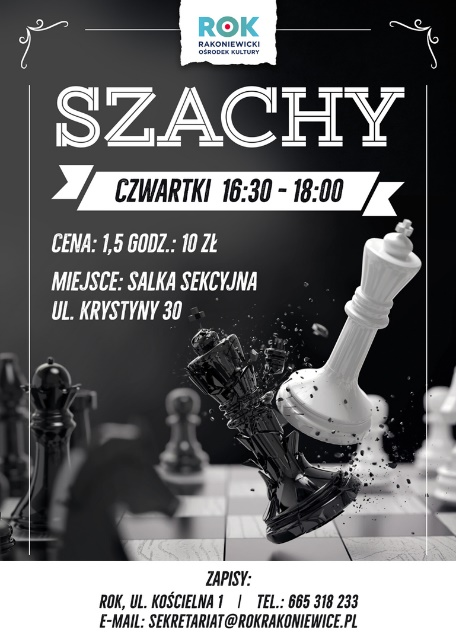 ROK
RAKONIEWICKI
OŚRODEK KULTURY
SZACHY
CZWARTKI 16:30 - 18:00
CENA: 1,5 GODZ.: 10 ZŁ
MIEJSCE: SALKA SEKCYJNA
UL. KRYSTYNY 30
ZAPISY:
ROK, UL. KOŚCIELNA 1 | TEL.: 665 318 233
E-MAIL: SEKRETARIAT@ROKRAKONIEWICE.PL